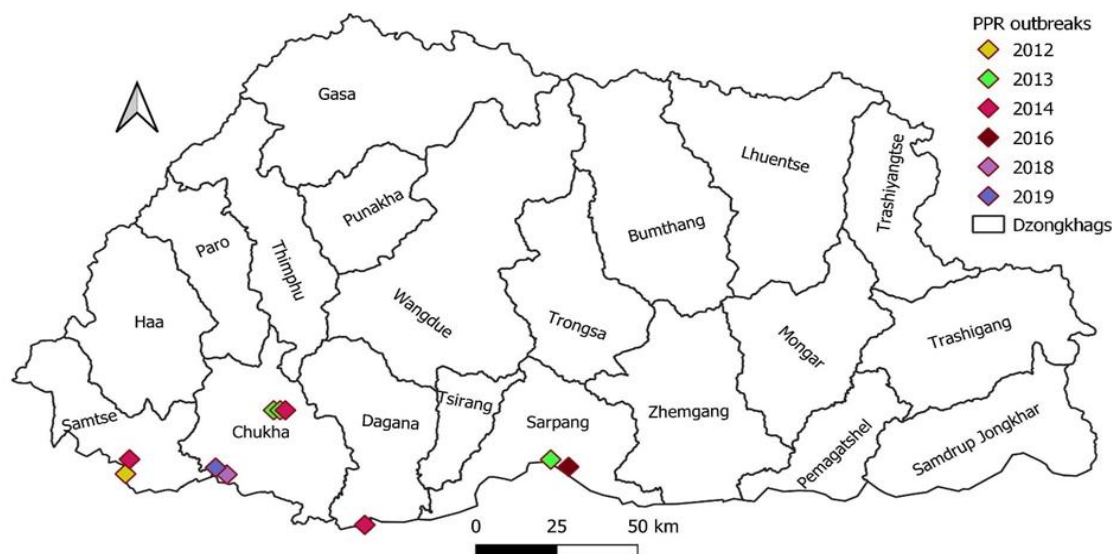 PPR outbreaks
2012
2013
2014
2016
2018
2019
Dzongkhags
Gasa
Punakha
Lhuentse
Trashiyangtse
Paro
Thimphu
Bumthang
Haa
Wangdue
Trongsa
Mongar
Trashigang
Samtse
Chukha
Dagana
Tsirang
Sarpang
Zhemgang
Pemagatshel
Samdrup Jongkhar
0 25 50 km